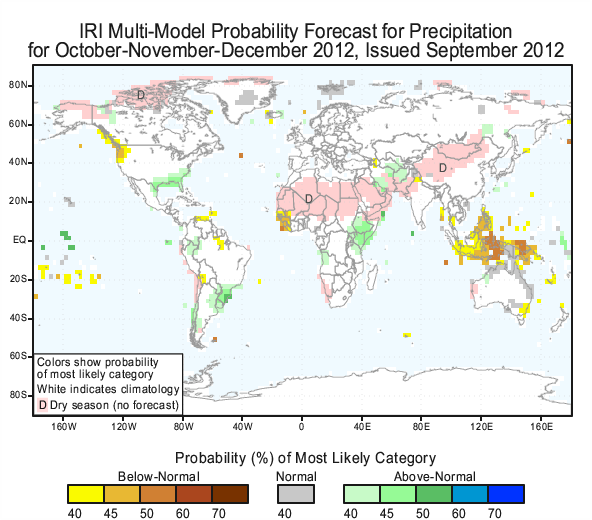 IRI Multi-Model Probability Forecast for Precipitation
for October-November-December 2012, Issued September 2012
80N
60N
40N
20N
EQ
20S
40S
60S
80S
D
D
D
Colors show probability
of most likely category
White indicates climatology
D Dry season (no forecast)
160W 120W 80W 40W 0 40E 80E 120E 160E
Probability (%) of Most Likely Category
Below-Normal Normal Above-Normal
40 45 50 60 70 40 40 45 50 60 70